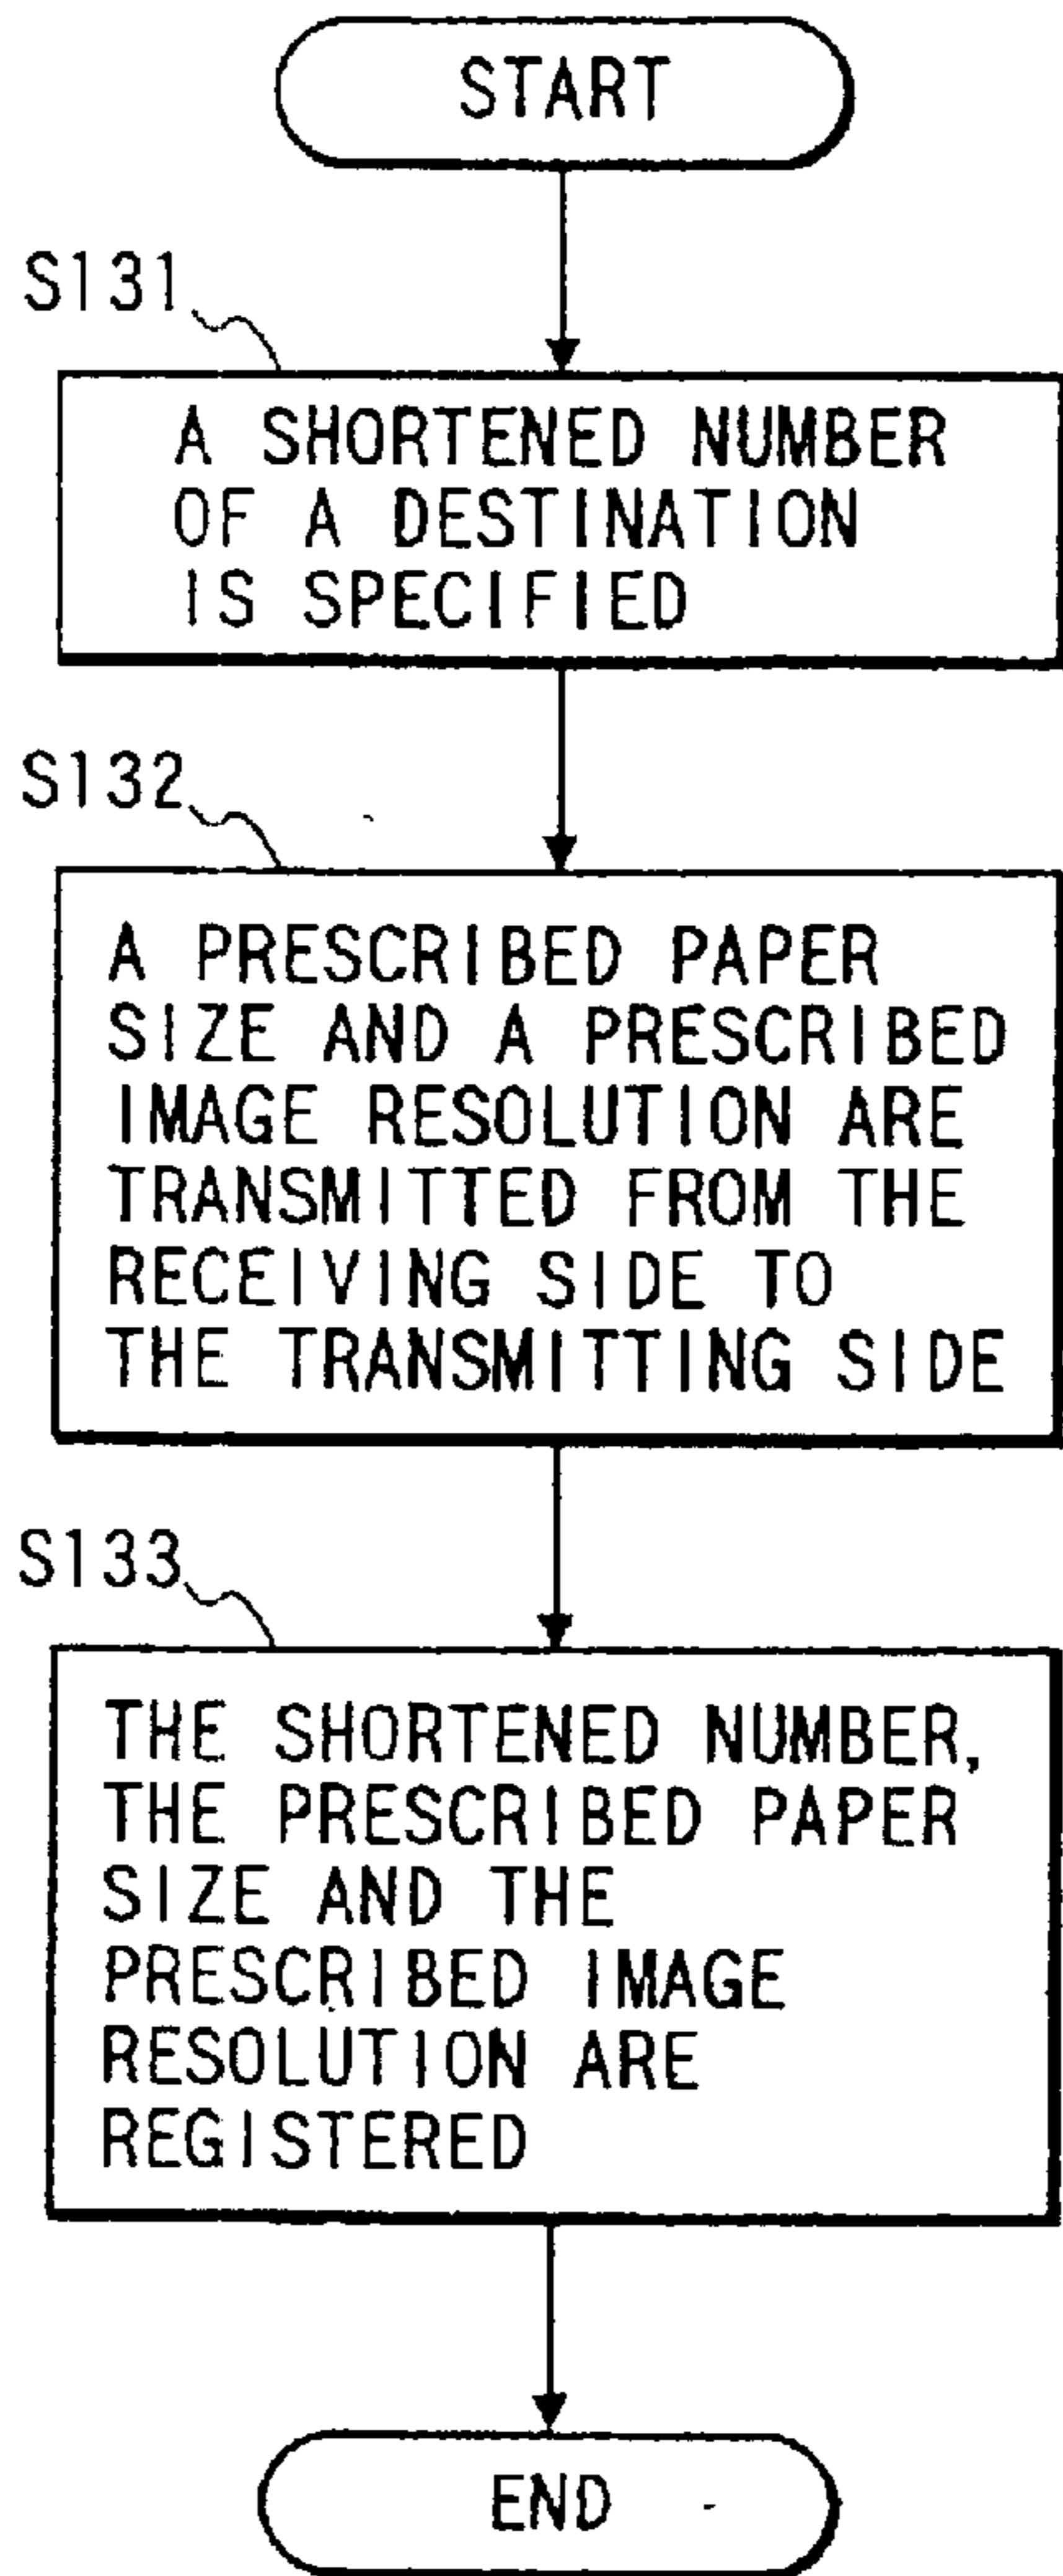 START
S131
A SHORTENED NUMBER
OF A DESTINATION
IS SPECIFIED
S132
A PRESCRIBED PAPER
SIZE AND A PRESCRIBED
IMAGE RESOLUTION ARE
TRANSMITTED FROM THE
RECEIVING SIDE TO
THE TRANSMITTING SIDE
S133
THE SHORTENED NUMBER,
THE PRESCRIBED PAPER
SIZE AND THE
PRESCRIBED IMAGE
RESOLUTION ARE
REGISTERED
END